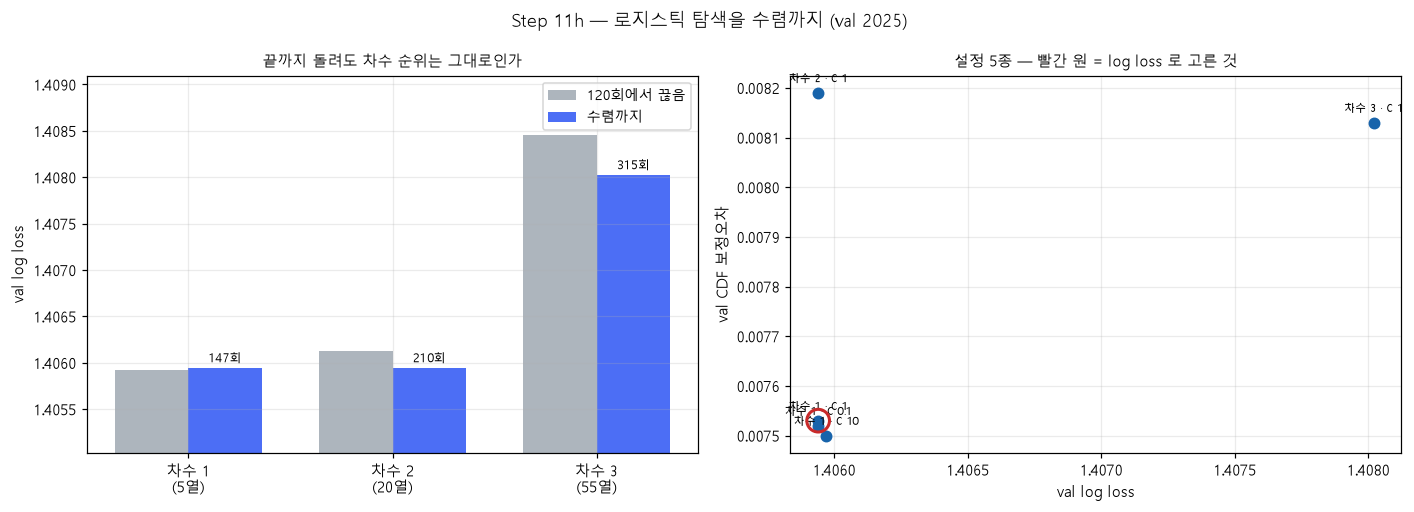 Step 11h — 로지스틱 탐색을 수렴까지 (val 2025)
끝까지 돌려도 차수 순위는 그대로인가
val log loss
1.4090
1.4085
1.4080
1.4075
1.4070
1.4065
1.4060
1.4055
120회에서 끊음
수렴까지
147회
210회
315회
차수 1
(5열)
차수 2
(20열)
차수 3
(55열)
설정 5종 — 빨간 원 = log loss 로 고른 것
val CDF 보정오차
0.0082
0.0081
0.0080
0.0079
0.0078
0.0077
0.0076
0.0075
차수 2 · C 1
차수 3 · C 1
차수 1 · C 1
C 10
1.4060
1.4065
1.4070
1.4075
1.4080
val log loss